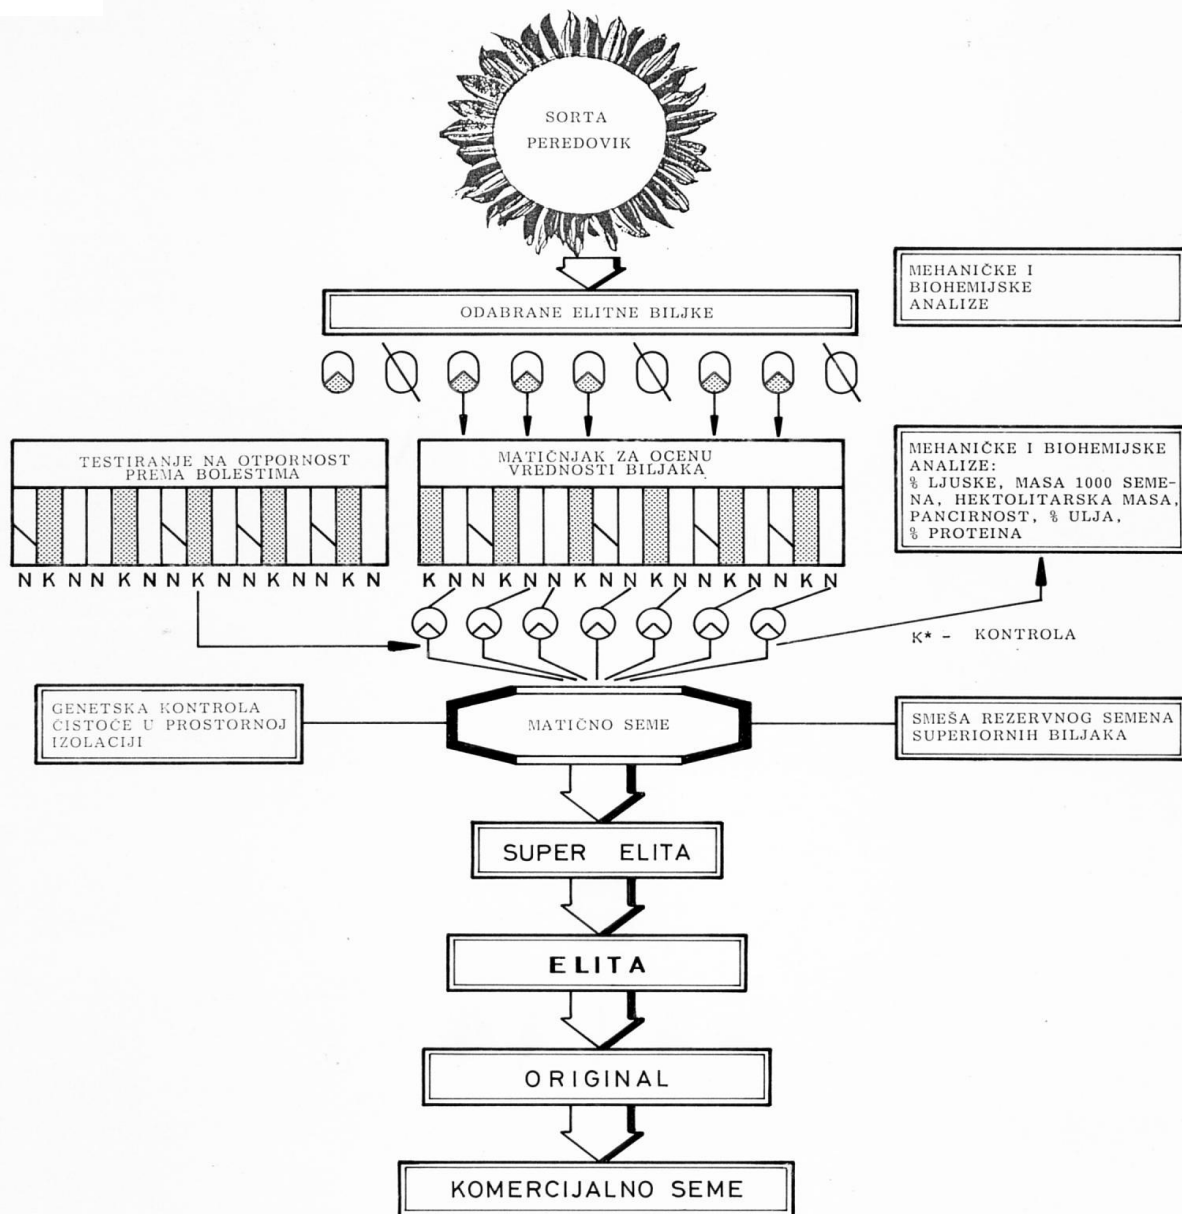 SORTA
PEREDOVIK
MEHANIČKE I
BIOHEMIJSKE
ANALIZE
ODABRANE ELITNE BILJKE
TESTIRANJE NA OTPORNOST
PREMA BOLESTIMA
MATIČNJAK ZA OCENU
VREDNOSTI BILJAKA
MEHANIČKE I BIOHEMIJSKE
ANALIZE:
% LJUSKE, MASA 1000 SEME-
NA, HEKTOLITARSKA MASA,
PANCIRNOST, % ULJA,
% PROTEINA
N K N N K N N K N N K N N K N
K N N K N N K N N K N N K N N K N
K* - KONTROLA
GENETSKA KONTROLA
ČISTOĆE U PROSTORNOJ
IZOLACIJI
MATIČNO SEME
SMEŠA REZERVNOG SEMENA
SUPERIORNIH BILJAKA
SUPER ELITA
ELITA
ORIGINAL
KOMERCIJALNO SEME